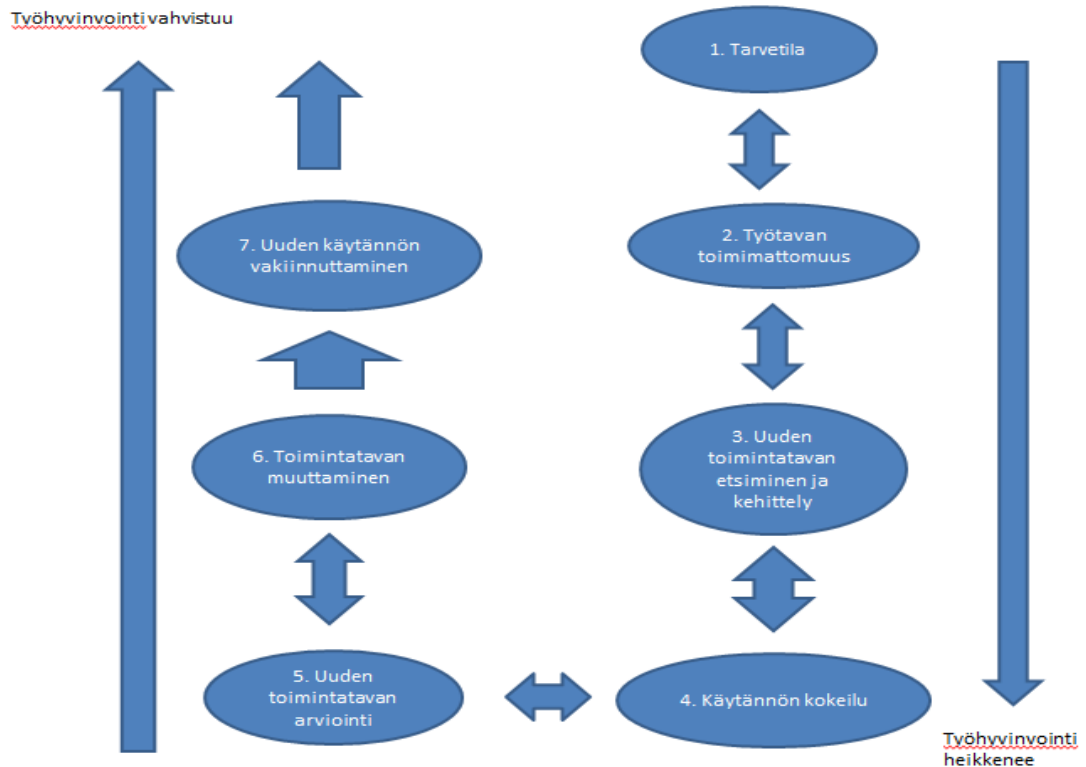 Työhyvinvointi vahvistuu
1. Tarvetila
2. Työtavan
toimimattomuus
3. Uuden
toimintatavan
etsiminen ja
kehittely
4. Käytännön kokeilu
5. Uuden
toimintatavan
arviointi
6. Toimintatavan
muuttaminen
7. Uuden käytännön
vakiinnuttaminen
Työhyvinvointi
heikkenee